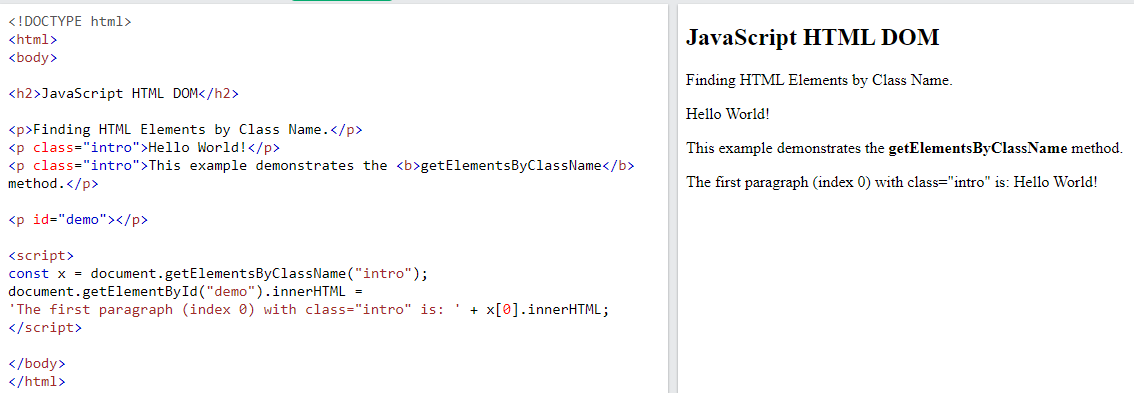 <!DOCTYPE html>
<html>
<body>
<h2>JavaScript HTML DOM</h2>
<p>Finding HTML Elements by Class Name.</p>
<p class="intro">Hello World!</p>
<p class="intro">This example demonstrates the <b>getElementsByClassName</b>
method.</p>
<p id="demo"></p>
<script>
const x = document.getElementsByClassName("intro");
document.getElementById("demo").innerHTML =
'The first paragraph (index 0) with class="intro" is: ' + x[0].innerHTML;
</script>
</body>
</html>
JavaScript HTML DOM
Finding HTML Elements by Class Name.
Hello World!
This example demonstrates the getElementsByClassName method.
The first paragraph (index 0) with class="intro" is: Hello World!